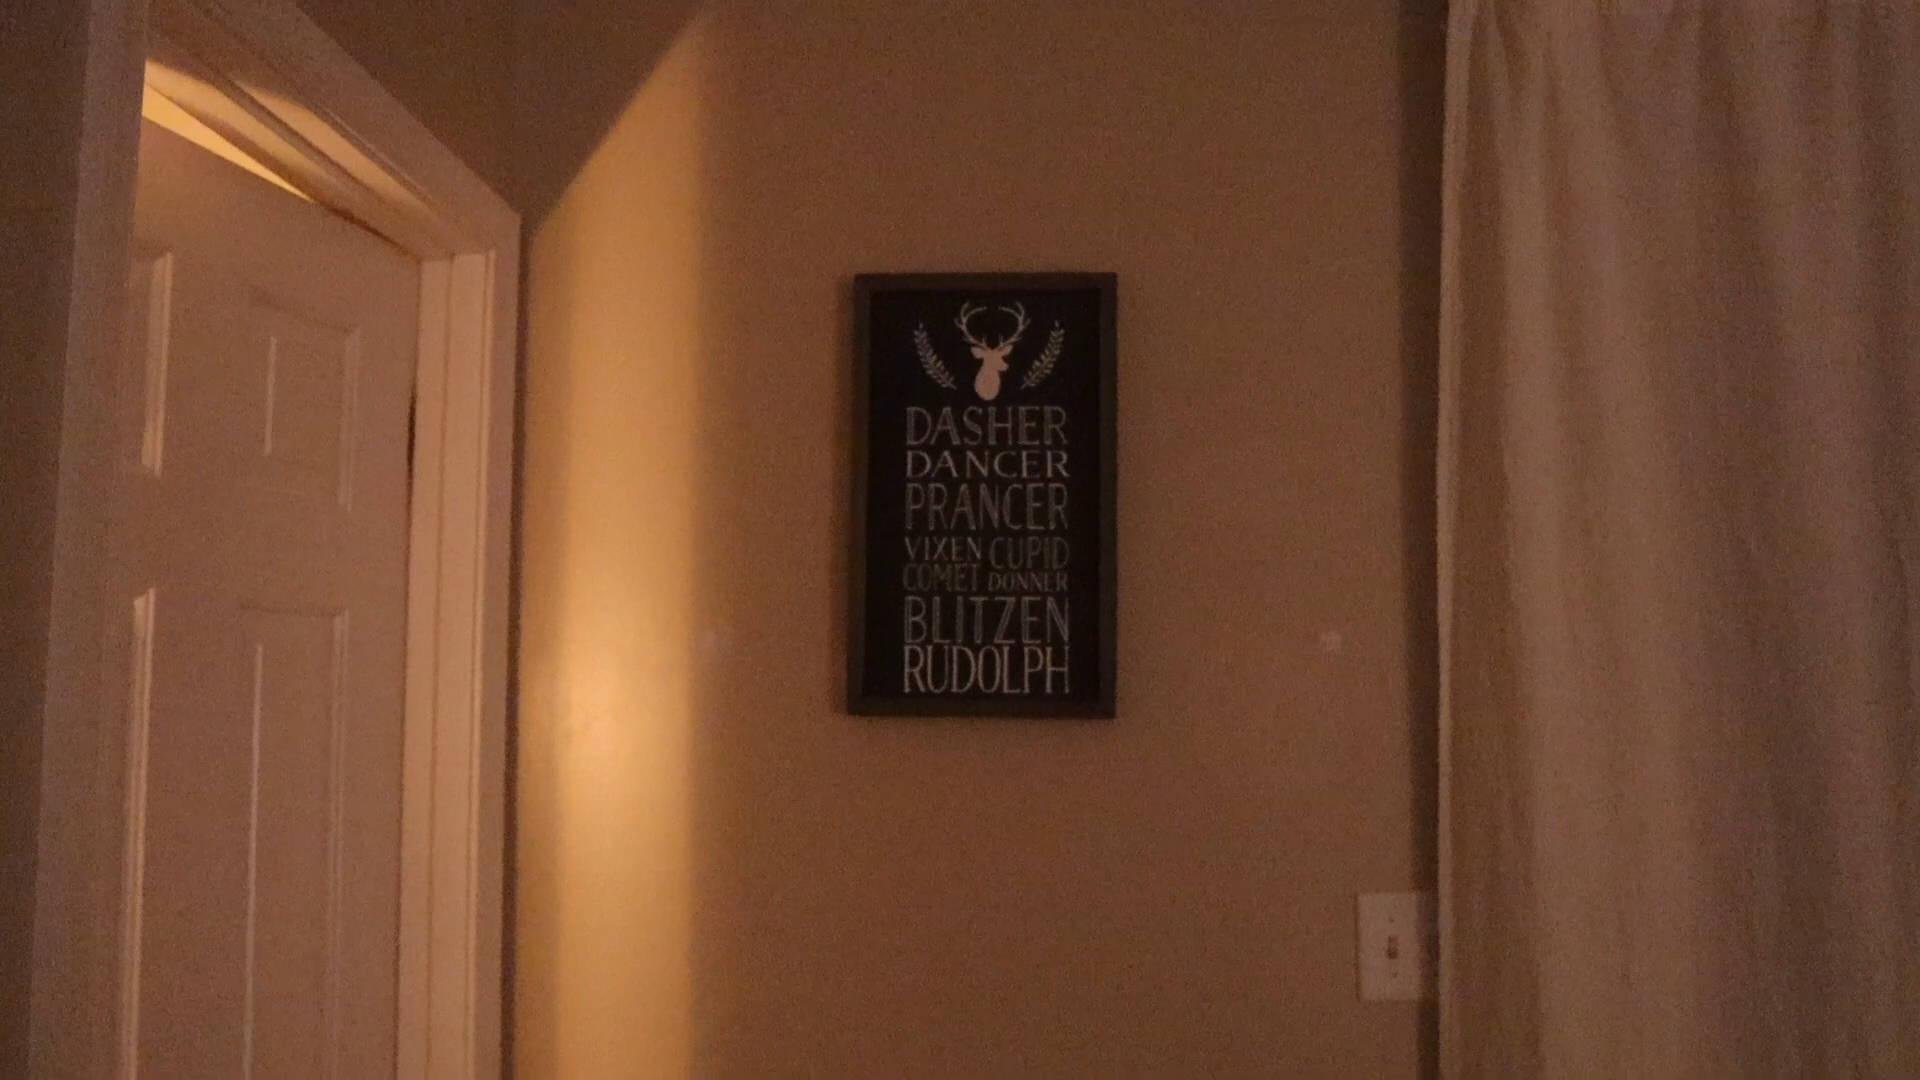 DASHER
DANCER
PRANCER
VIXEN CUPID
COMET DONNER
BLITZEN
RUDOLPH